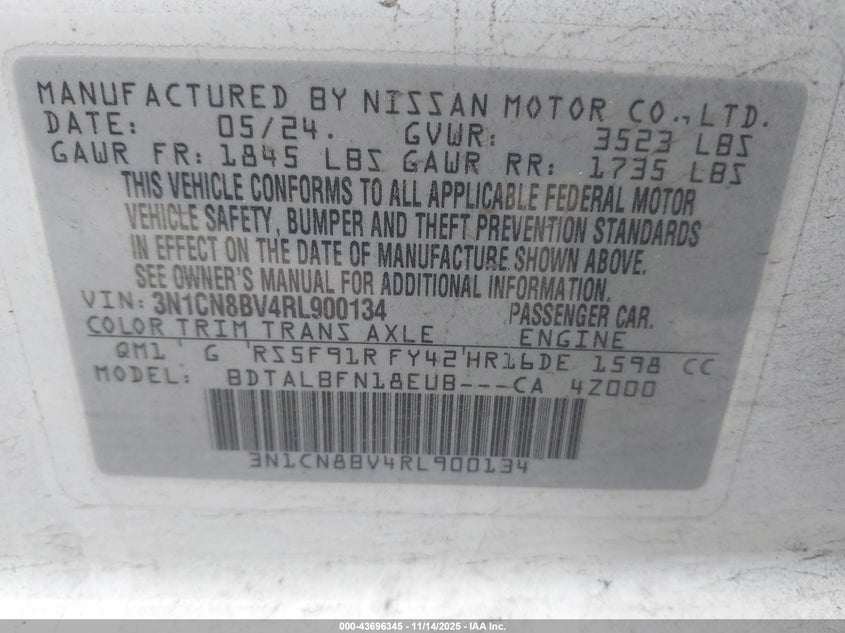 MANUFACTURED BY NISSAN MOTOR CO., LTD.
DATE: 05/24. GVWR: 3523 LBS
GAWR FR: 1845 LBS GAWR RR: 1735 LBS
THIS VEHICLE CONFORMS TO ALL APPLICABLE FEDERAL MOTOR
VEHICLE SAFETY, BUMPER AND THEFT PREVENTION STANDARDS
IN EFFECT ON THE DATE OF MANUFACTURE SHOWN ABOVE.
SEE OWNER'S MANUAL FOR ADDITIONAL INFORMATION.
VIN: 3N1CN8BV4RL900134 PASSENGER CAR.
COLOR TRIM TRANS AXLE ENGINE
QM1 ' G 'RS5F91R FY42'HR16DE 1598 CC
MODEL: BDTALBFN18EUB---CA 4Z000
3N1CN8BV4RL900134
000-43696345 - 11/14/2025 - IAA Inc.